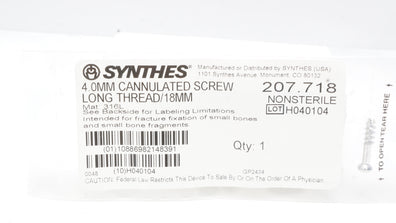 SYNTHES
Manufactured or Distributed by SYNTHES (USA)
1101 Synthes Avenue, Monument, CO 80132
4.0MM CANNULATED SCREW
LONG THREAD/18MM
207.718
NONSTERILE
LOT H040104
Mat. 316L
See Backside for Labeling Limitations
Intended for fracture fixation of small bones
and small bone fragments.
Qty: 1
(01)10886982148391
0048
(10)H040104
GP2434
CAUTION: Federal Law Restricts This Device To Sale By Or On The Order Of A Physician.
TO OPEN TEAR HERE